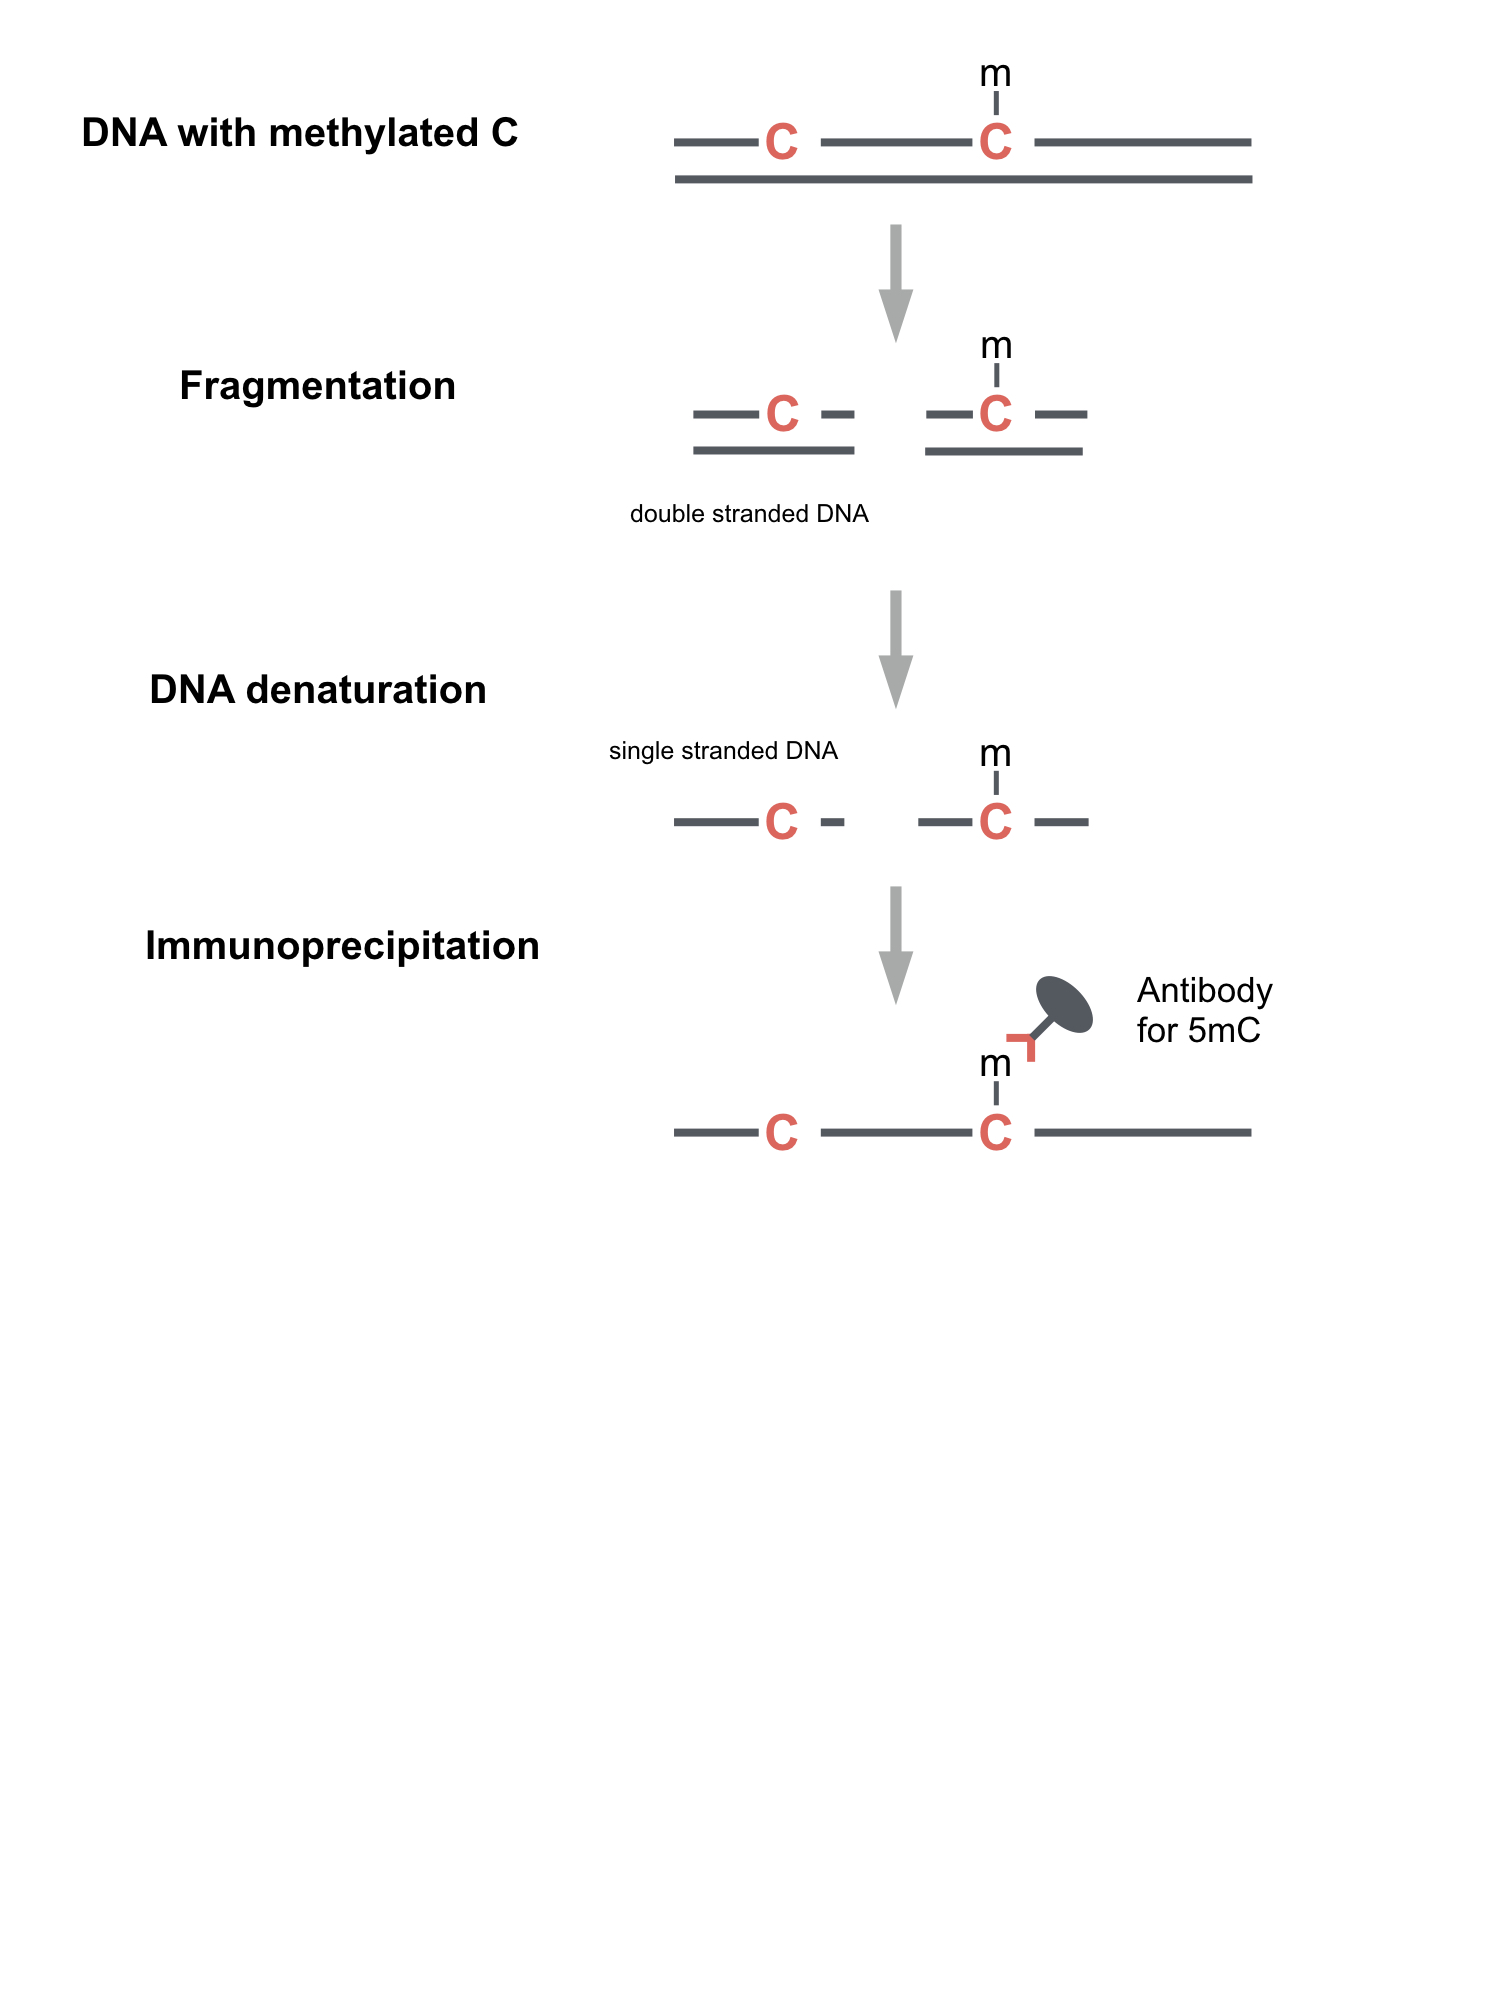 m
DNA with methylated C
C C
m
Fragmentation
C C
double stranded DNA
DNA denaturation
single stranded DNA
m
C C
Immunoprecipitation
Antibody
for 5mC
m
C C